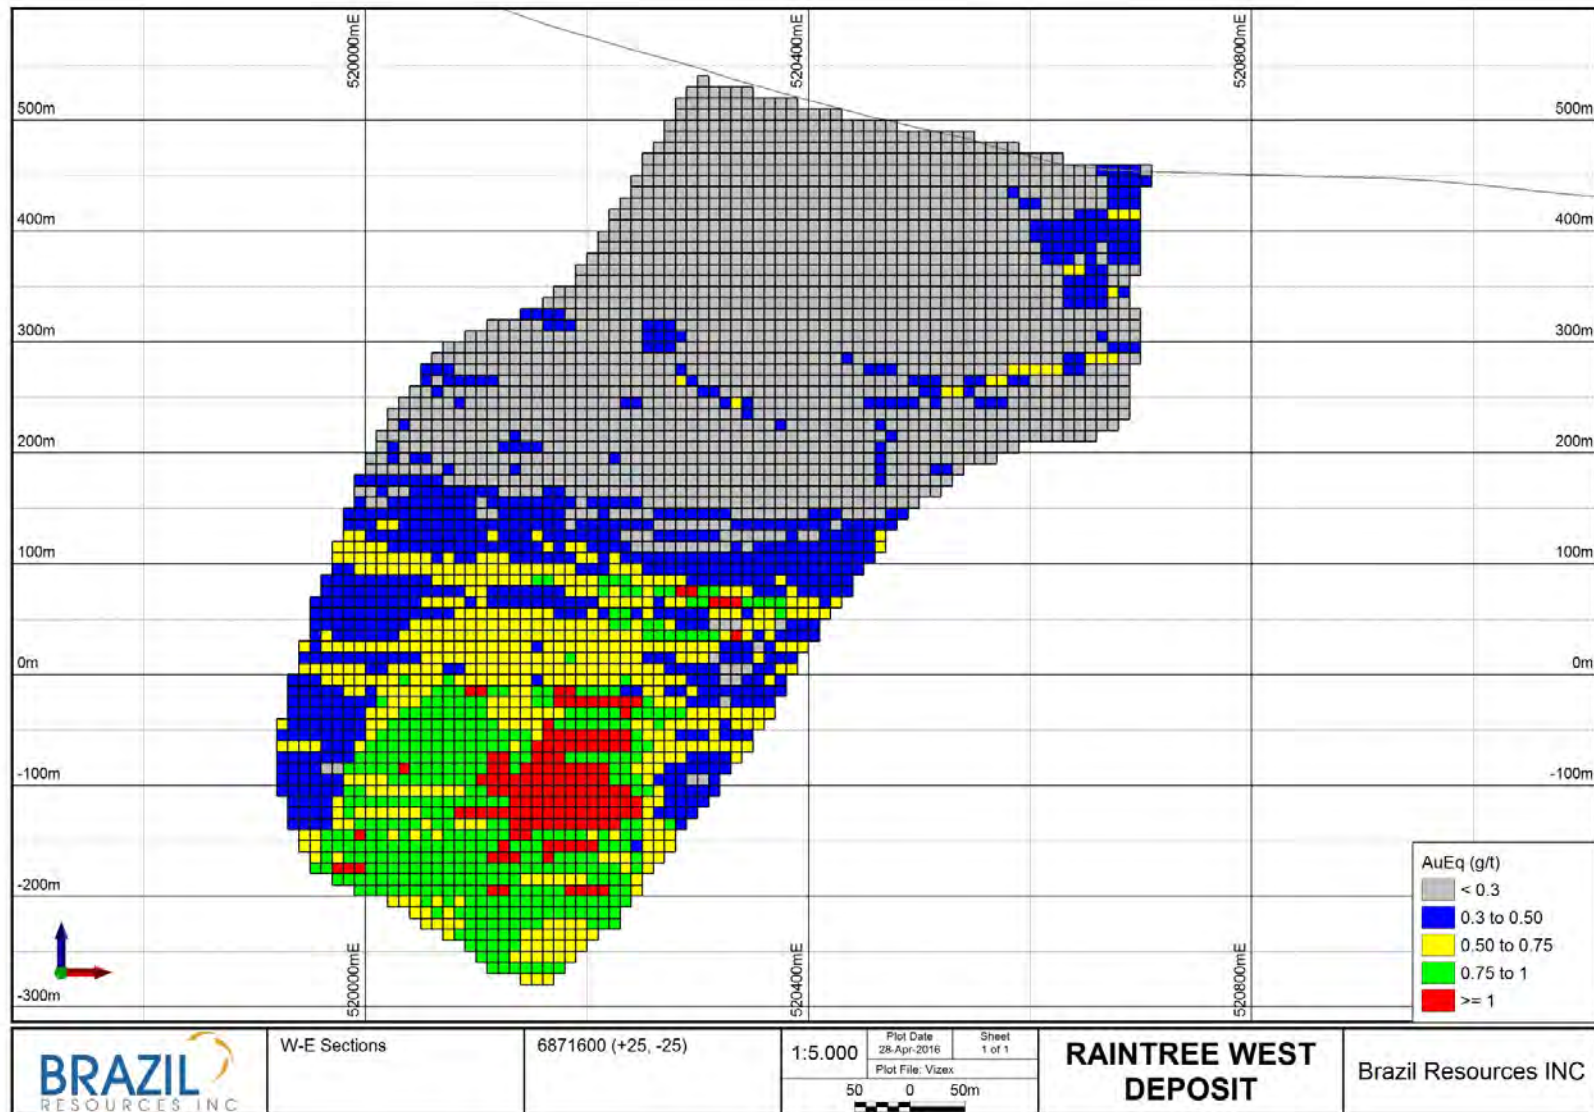 520000mE
520400mE
520800mE
500m
500m
400m
400m
300m
300m
200m
200m
100m
100m
0m
0m
-100m
-100m
-200m
-300m
520000mE
520400mE
520800mE
AuEq (g/t)
< 0.3
0.3 to 0.50
0.50 to 0.75
0.75 to 1
>= 1
BRAZIL
RESOURCES INC
W-E Sections
6871600 (+25, -25)
1:5.000
Plot Date
28-Apr-2016
Sheet
1 of 1
Plot File: Vizex
50 0 50m
RAINTREE WEST
DEPOSIT
Brazil Resources INC